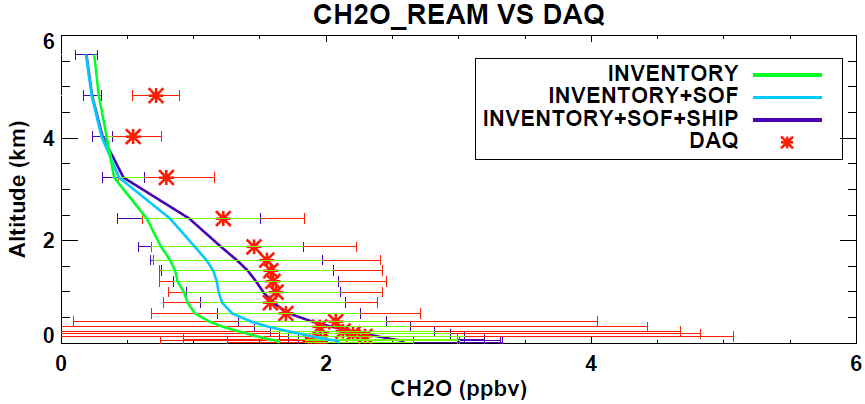 CH2O_REAM VS DAQ
6
INVENTORY
INVENTORY+SOF
INVENTORY+SOF+SHIP
DAQ
4
Altitude (km)
2
0
0 2 4 6
CH2O (ppbv)